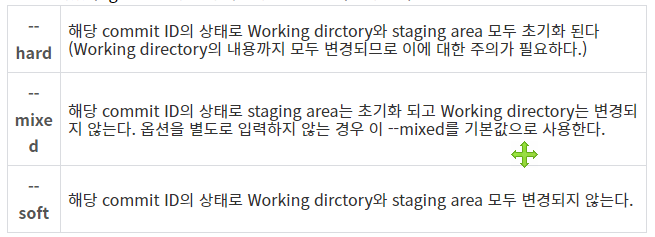 --
hard
해당 commit ID의 상태로 Working dirctory와 staging area 모두 초기화 된다
(Working directory의 내용까지 모두 변경되므로 이에 대한 주의가 필요하다.)
--
mixe
d
해당 commit ID의 상태로 staging area는 초기화 되고 Working directory는 변경되
지 않는다. 옵션을 별도로 입력하지 않는 경우 이 --mixed를 기본값으로 사용한다.
--
soft
해당 commit ID의 상태로 Working dirctory와 staging area 모두 변경되지 않는다.